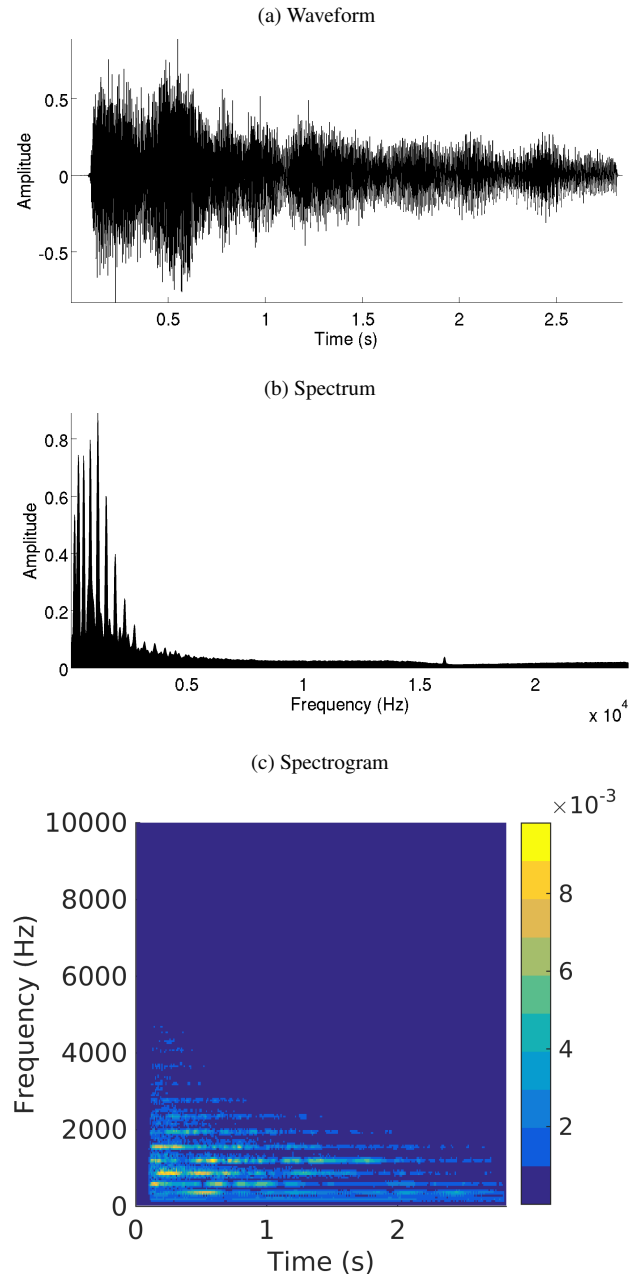 (a) Waveform
0.5
0
-0.5
Amplitude
0.5 1 1.5 2 2.5
Time (s)
(b) Spectrum
0.8
0.6
0.4
0.2
0
Amplitude
0.5 1 1.5 2
Frequency (Hz)
x 10^4
(c) Spectrogram
×10^-3
10000
8000
6000
4000
2000
0
Frequency (Hz)
8
6
4
2
0 1 2
Time (s)